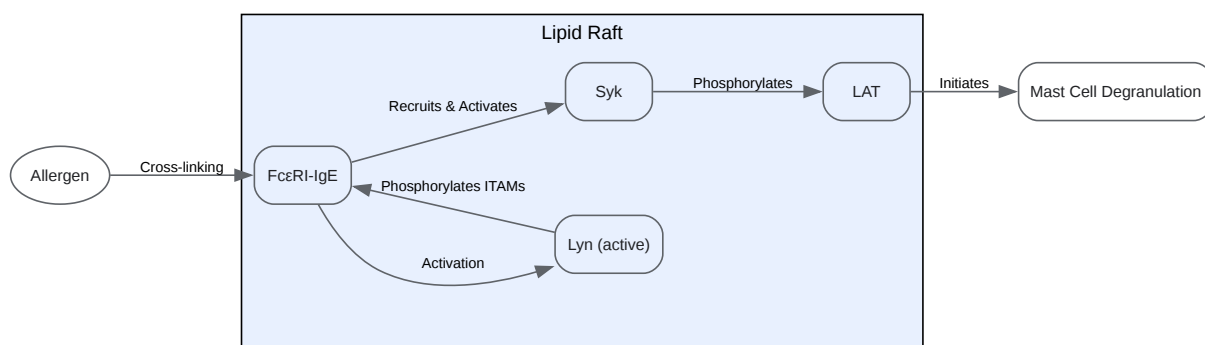 Lipid Raft
Syk
Phosphorylates
LAT
Initiates
Mast Cell Degranulation
Recruits & Activates
Allergen
Cross-linking
FcεRI-IgE
Phosphorylates ITAMs
Lyn (active)
Activation